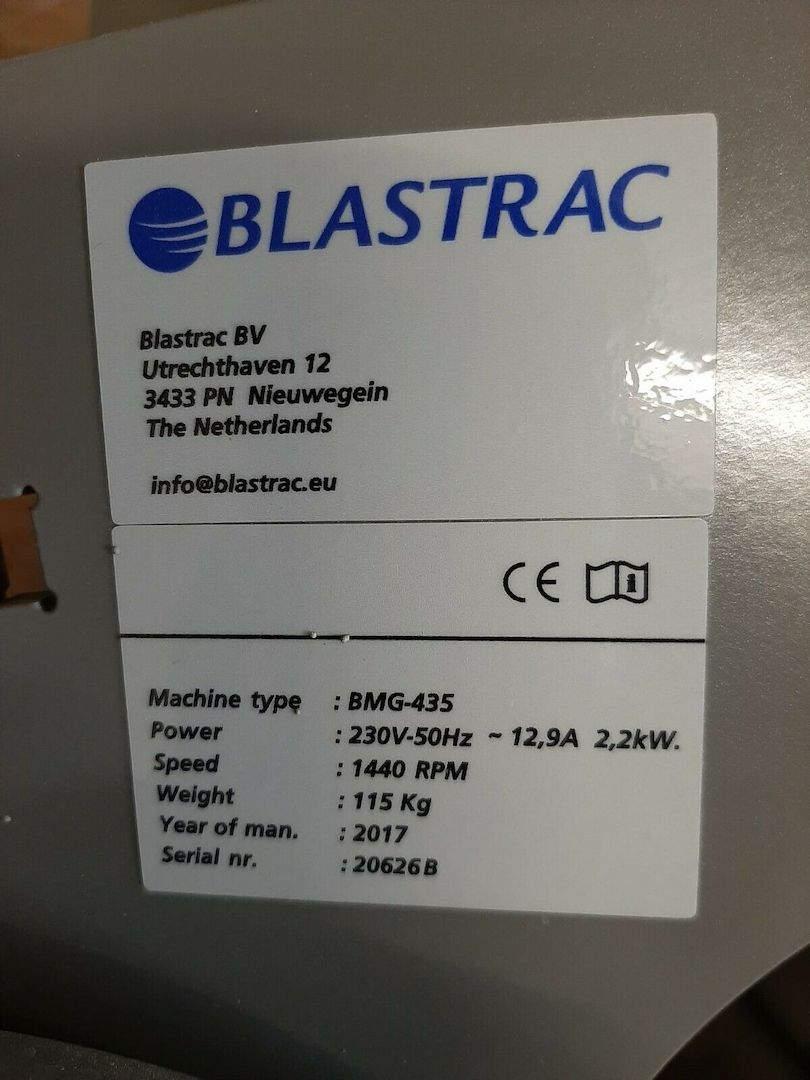 BLASTRAC
Blastrac BV
Utrechthaven 12
3433 PN Nieuwegein
The Netherlands
info@blastrac.eu
CE i
Machine type : BMG-435
Power : 230V-50Hz ~ 12,9A 2,2kW.
Speed : 1440 RPM
Weight : 115 Kg
Year of man. : 2017
Serial nr. : 20626B